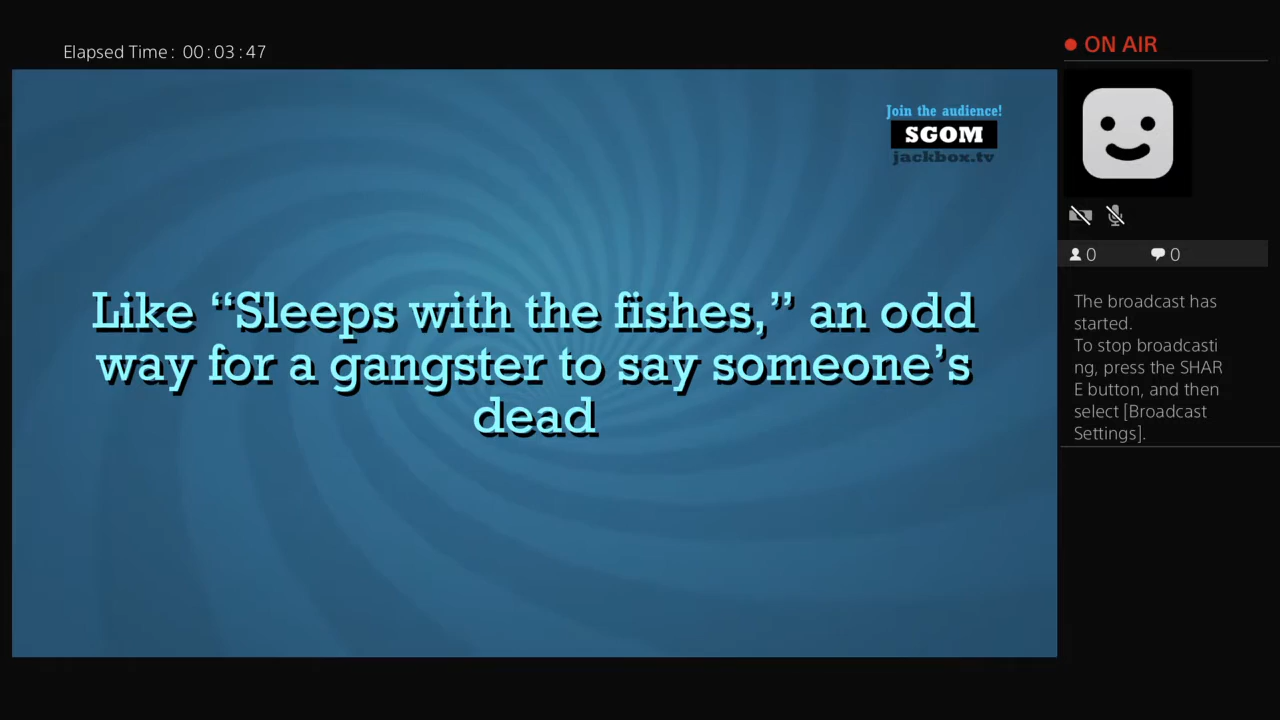 Elapsed Time: 00:03:47
ON AIR
Join the audience!
SGOM
jackbox.tv
0
0
Like “Sleeps with the fishes,” an odd
way for a gangster to say someone’s
dead
The broadcast has
started.
To stop broadcasti
ng, press the SHAR
E button, and then
select [Broadcast
Settings].